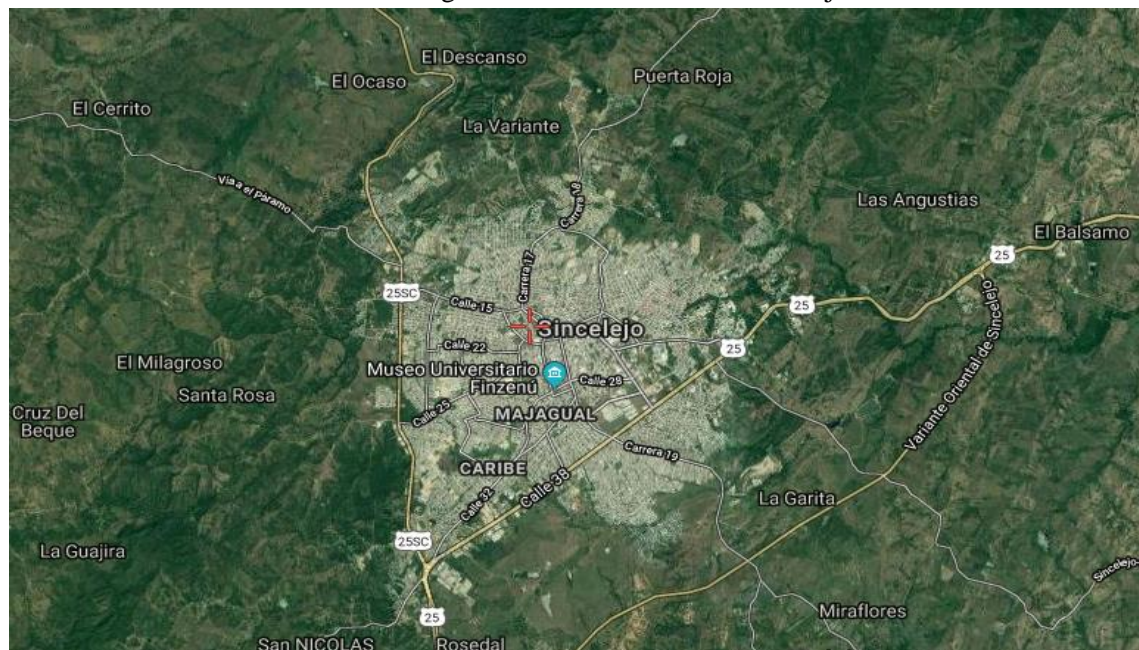 El Descanso
El Ocaso
Puerta Roja
El Cerrito
La Variante
Vía a el Páramo
Carrera 18
Las Angustias
El Balsamo
25
Carrera 17
25SC
Calle 15
25
Sincelejo
Calle 22
25
Variante Oriental de Sincelejo
El Milagroso
Museo Universitario
Finzenú
Calle 28
Santa Rosa
Cruz Del
Beque
Calle 25
MAJAGUAL
Carrera 19
CARIBE
Calle 38
Calle 32
La Garita
25SC
La Guajira
Sincelejo
Miraflores
25
San NICOLAS
Rosedal